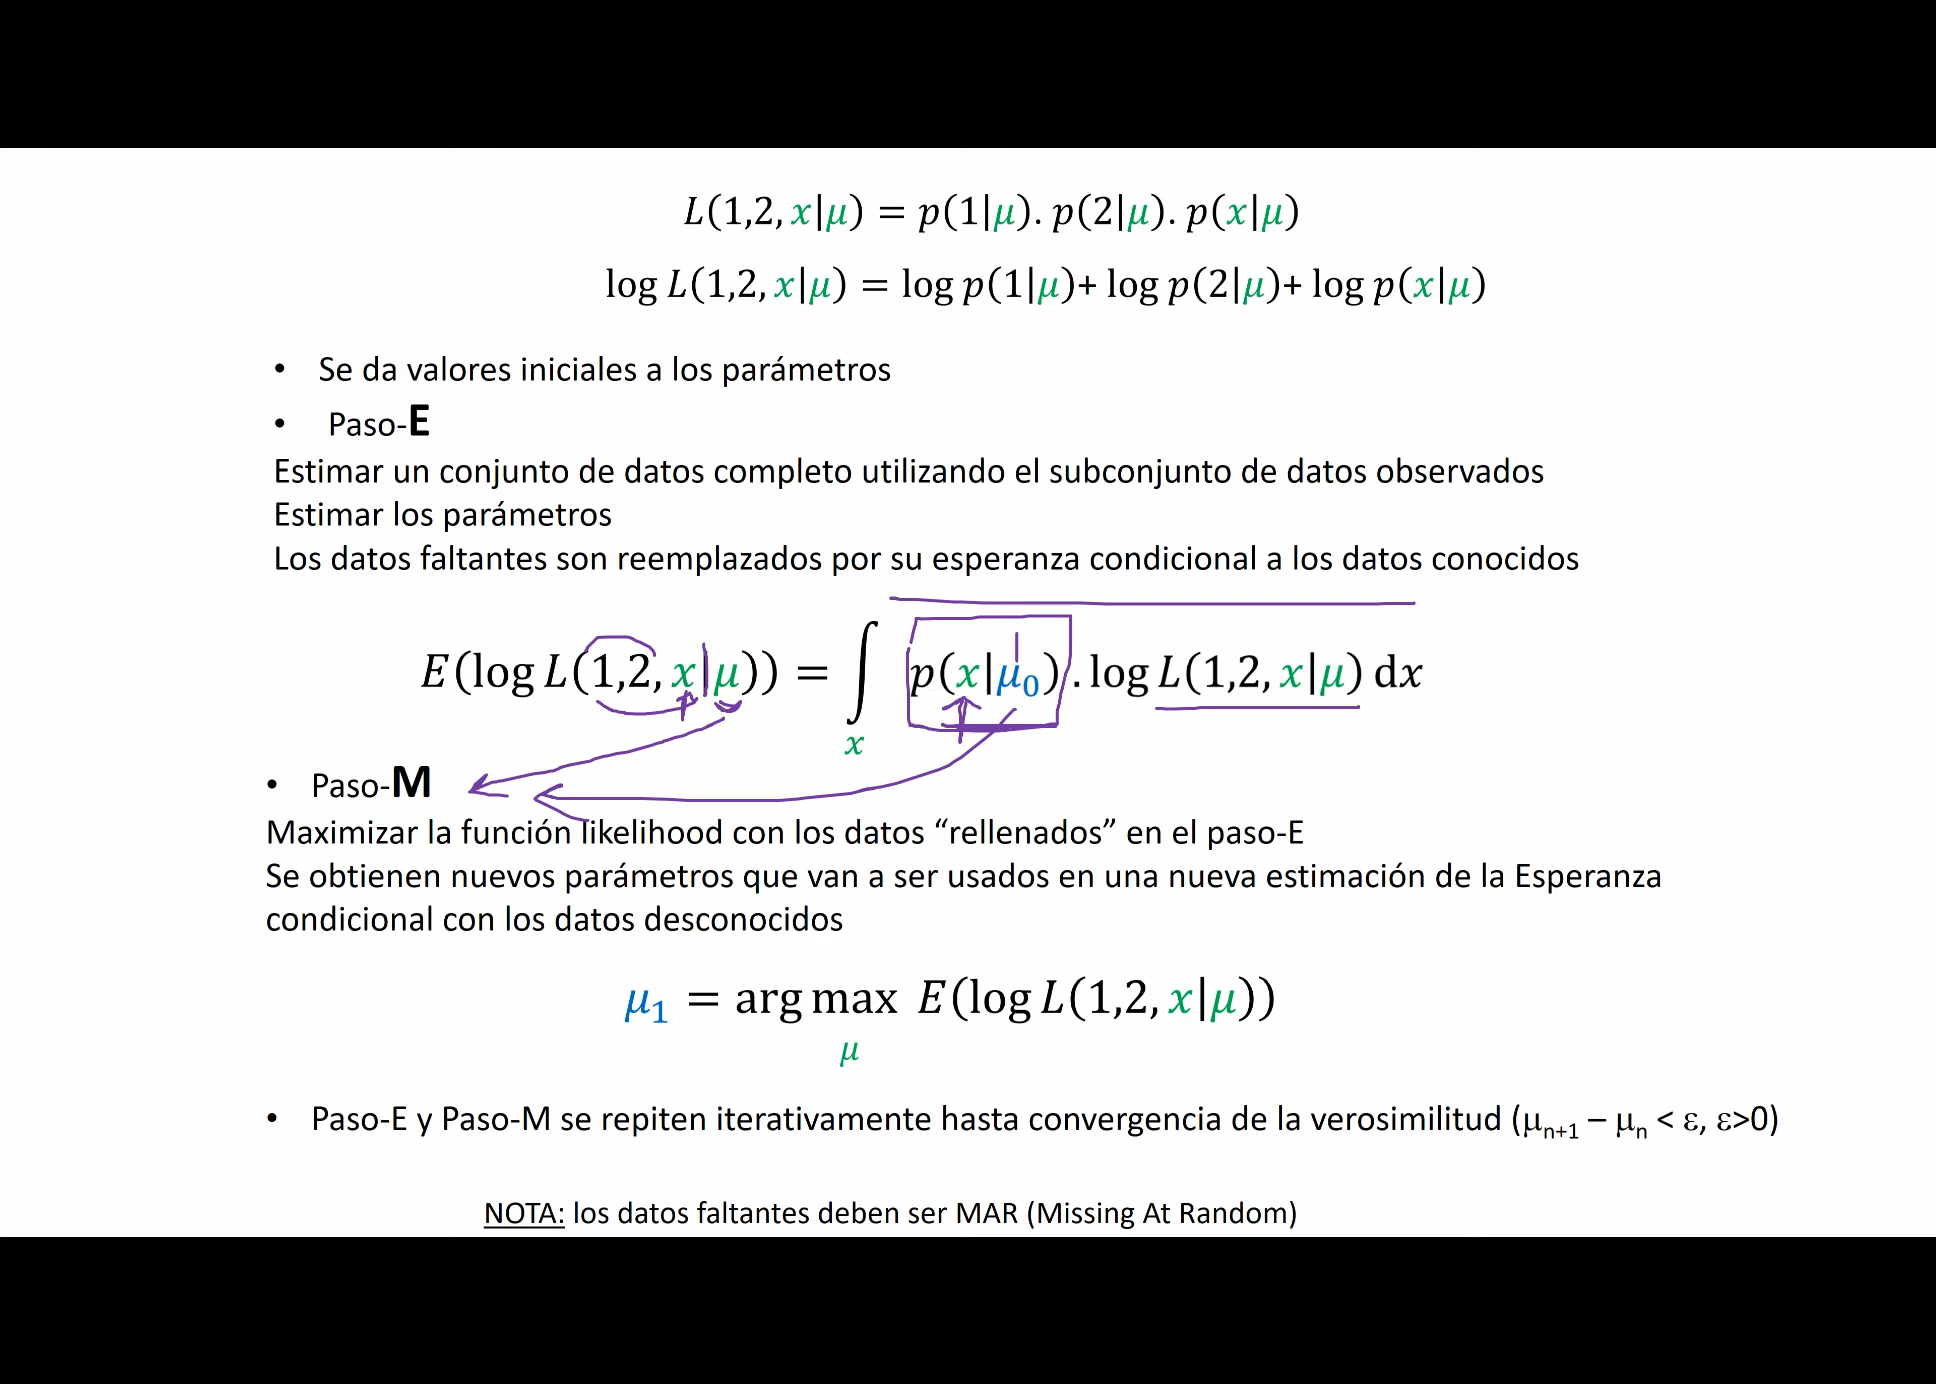 L(1,2, x|μ) = p(1|μ). p(2|μ). p(x|μ)
log L(1,2, x|μ) = log p(1|μ)+ log p(2|μ)+ log p(x|μ)
• Se da valores iniciales a los parámetros
• Paso-E
Estimar un conjunto de datos completo utilizando el subconjunto de datos observados
Estimar los parámetros
Los datos faltantes son reemplazados por su esperanza condicional a los datos conocidos
E(log L(1,2, x|μ)) = ∫ₓ p(x|μ₀). log L(1,2, x|μ) dx
• Paso-M
Maximizar la función likelihood con los datos “rellenados” en el paso-E
Se obtienen nuevos parámetros que van a ser usados en una nueva estimación de la Esperanza
condicional con los datos desconocidos
μ₁ = arg max E(log L(1,2, x|μ))
μ
• Paso-E y Paso-M se repiten iterativamente hasta convergencia de la verosimilitud (μₙ₊₁ – μₙ < ε, ε>0)
NOTA: los datos faltantes deben ser MAR (Missing At Random)